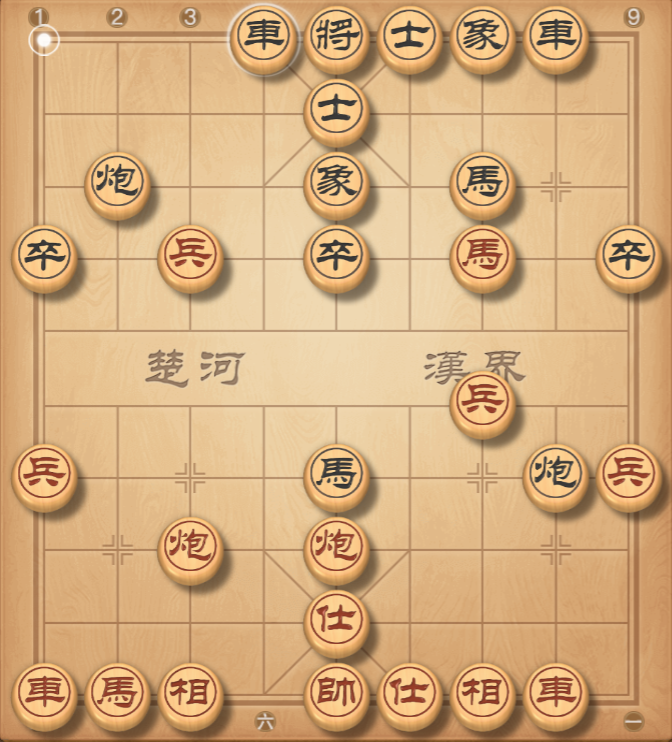 1 2 3 9
車 將 士 象 車
士
炮 象 馬
卒 兵 卒 馬 卒
楚河 漢界
兵
兵 馬 炮 兵
炮 炮
仕
車 馬 相 帥 仕 相 車
六 一